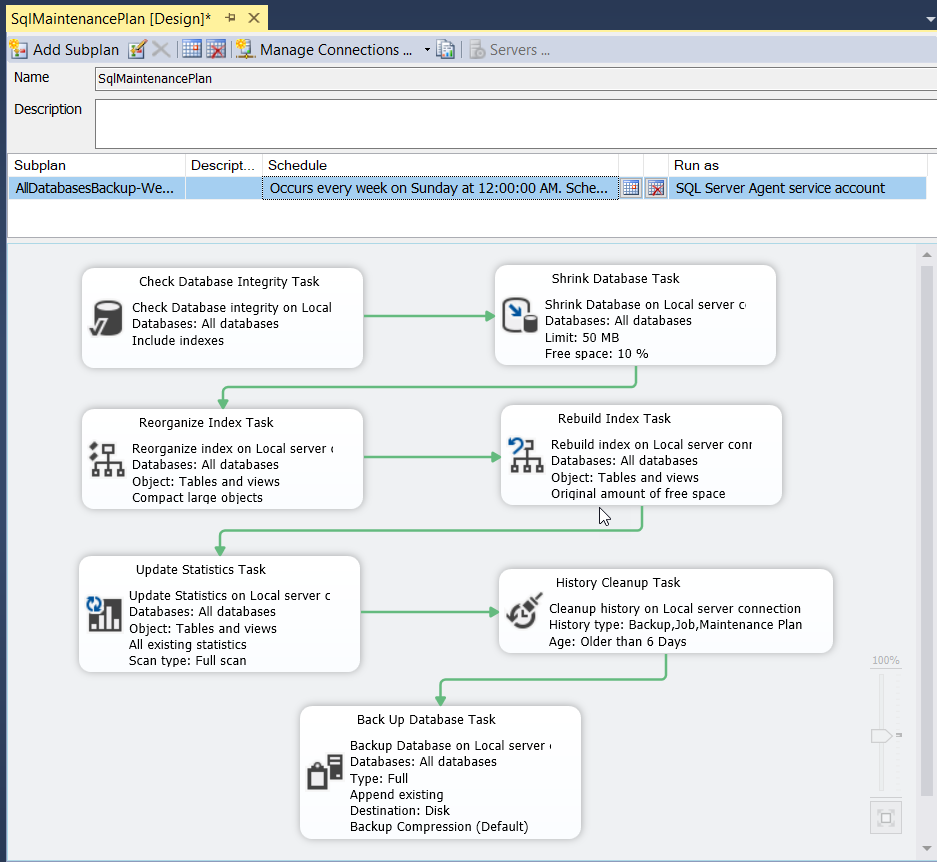 SqlMaintenancePlan [Design]*
Add Subplan Manage Connections ... Servers ...
Name SqlMaintenancePlan
Description
Subplan Descript... Schedule Run as
AllDatabasesBackup-We... Occurs every week on Sunday at 12:00:00 AM. Sche... SQL Server Agent service account
Check Database Integrity Task
Check Database integrity on Local
Databases: All databases
Include indexes
Shrink Database Task
Shrink Database on Local server
Databases: All databases
Limit: 50 MB
Free space: 10 %
Reorganize Index Task
Reorganize index on Local server
Databases: All databases
Object: Tables and views
Compact large objects
Rebuild Index Task
Rebuild index on Local server conn
Databases: All databases
Object: Tables and views
Original amount of free space
Update Statistics Task
Update Statistics on Local server c
Databases: All databases
Object: Tables and views
All existing statistics
Scan type: Full scan
History Cleanup Task
Cleanup history on Local server connection
History type: Backup,Job,Maintenance Plan
Age: Older than 6 Days
100%
Back Up Database Task
Backup Database on Local server
Databases: All databases
Type: Full
Append existing
Destination: Disk
Backup Compression (Default)